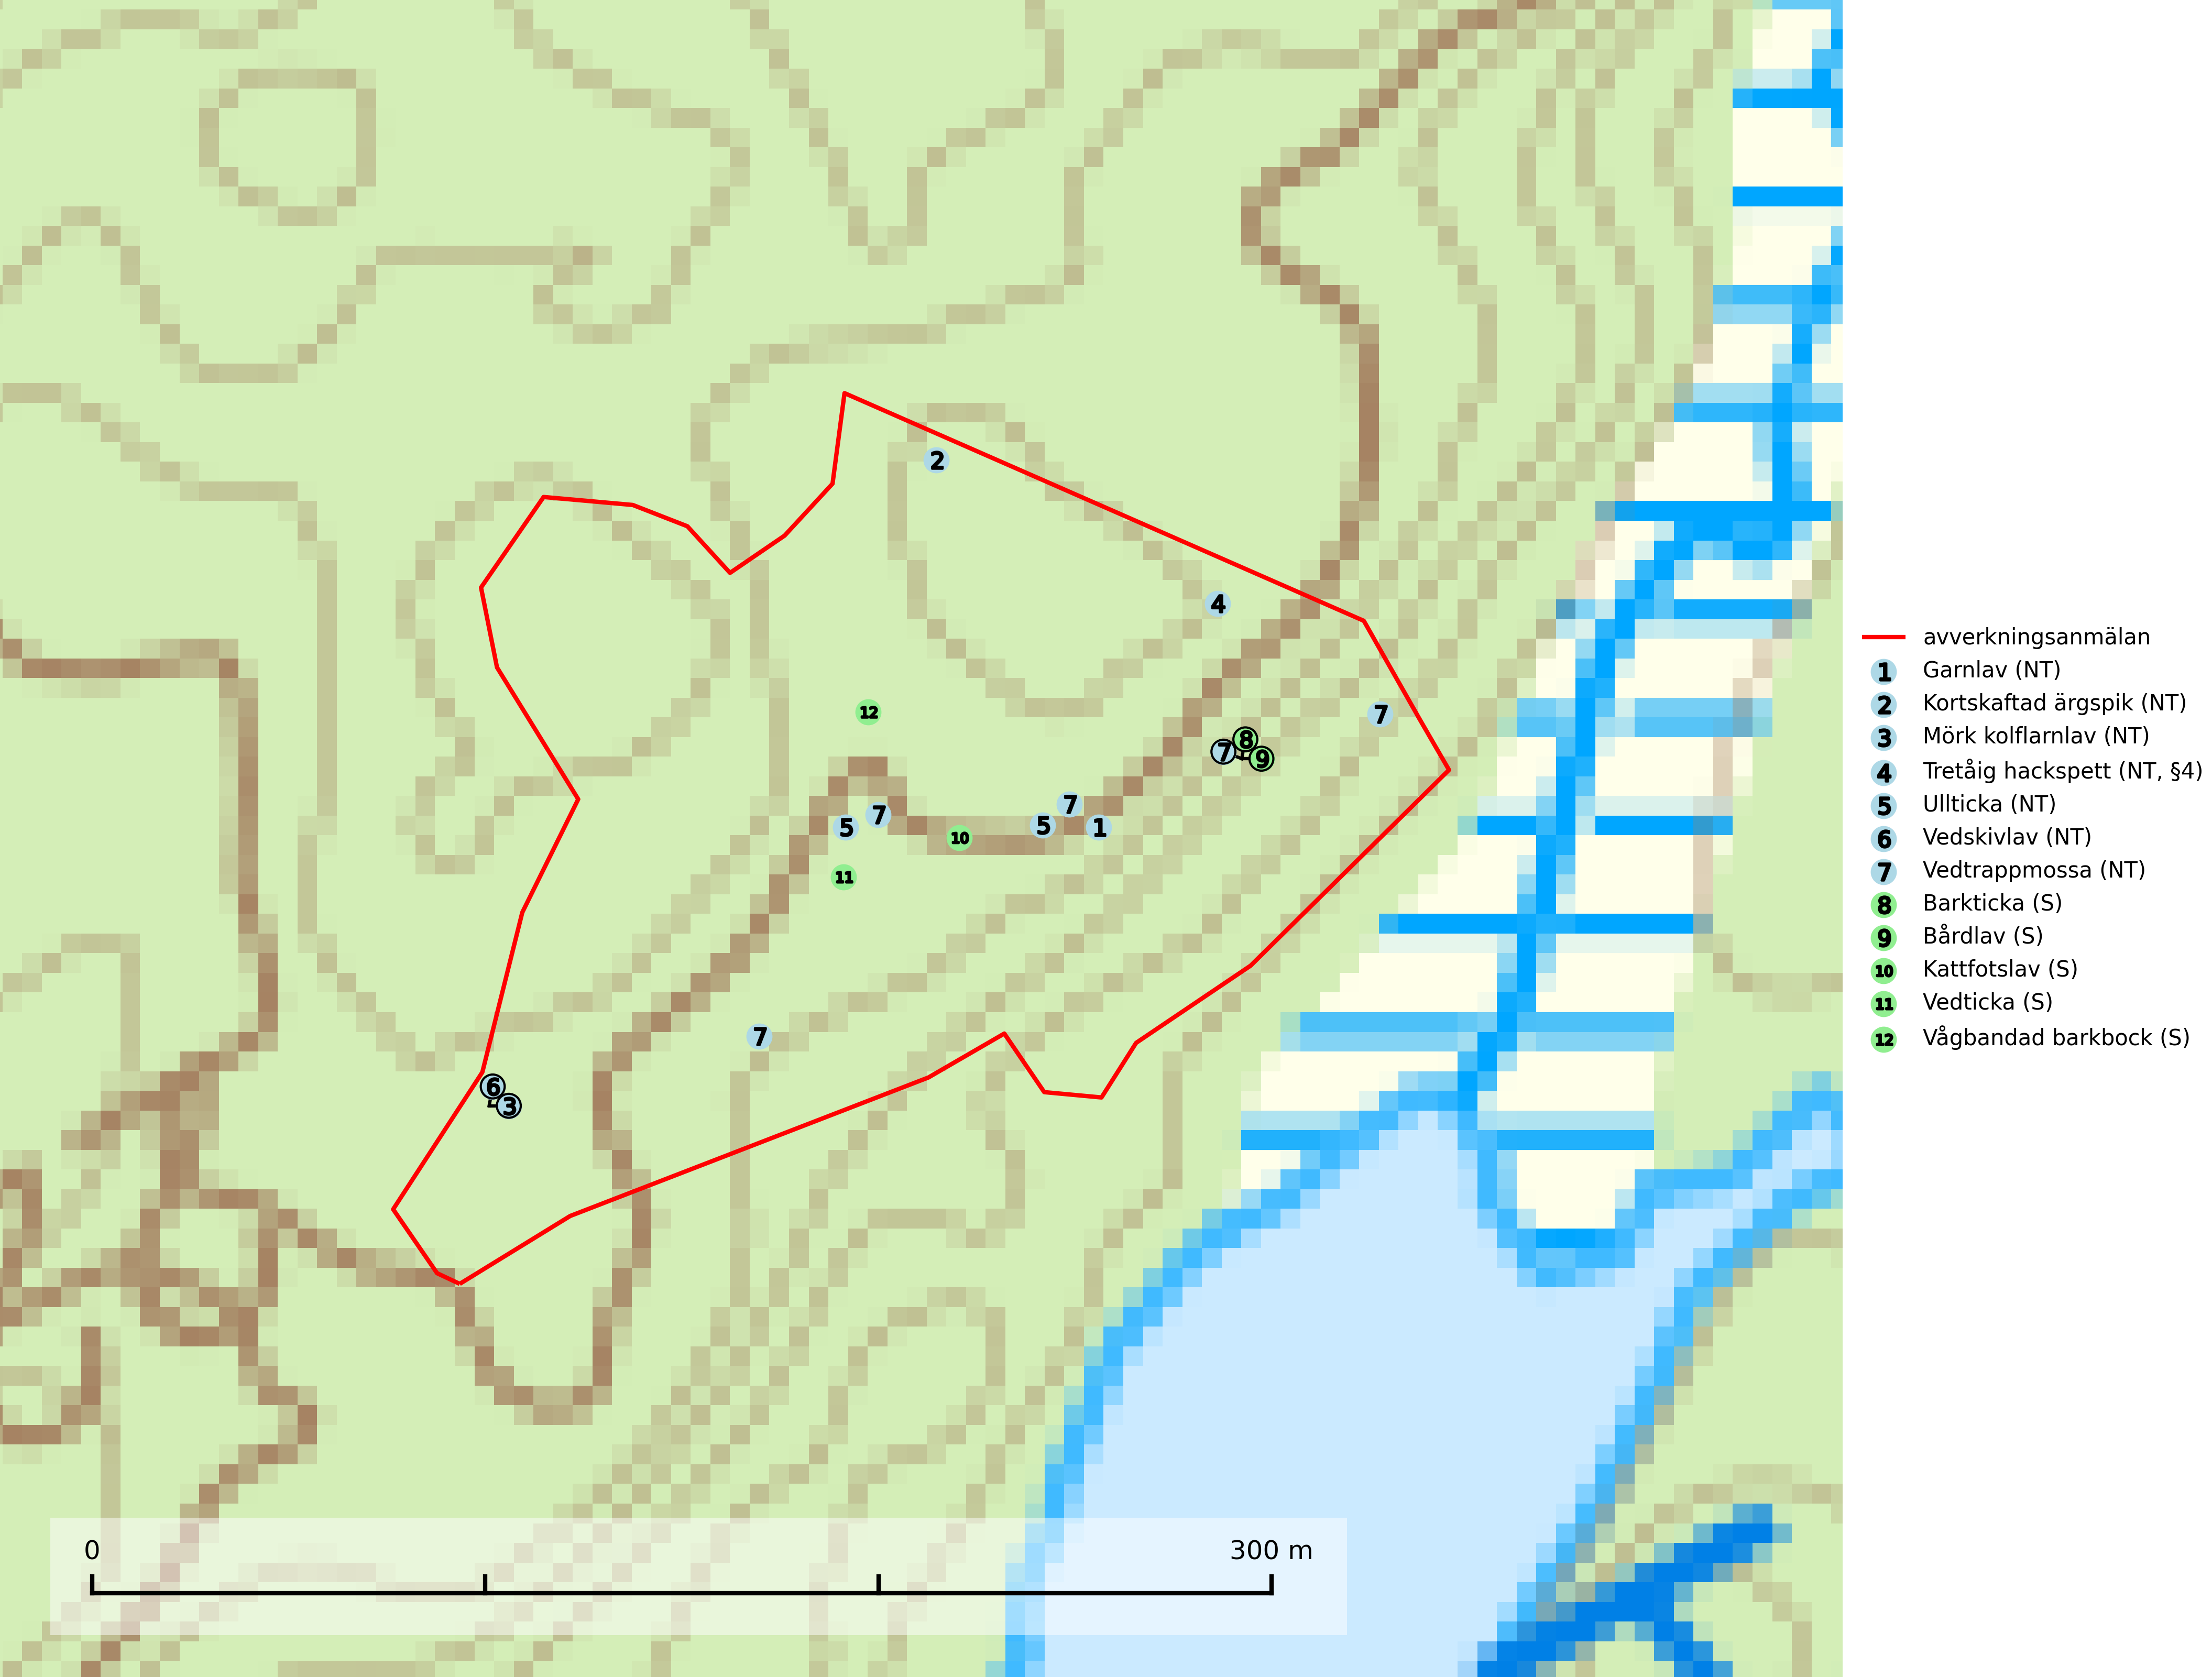 2
4
12
7
8
7
9
7
5
7
5
1
10
11
7
6
3
0
300 m
avverkningsanmälan
1 Garnlav (NT)
2 Kortskaftad ärgspik (NT)
3 Mörk kolflarnlav (NT)
4 Tretåig hackspett (NT, §4)
5 Ullticka (NT)
6 Vedskivlav (NT)
7 Vedtrappmossa (NT)
8 Barkticka (S)
9 Bårdlav (S)
10 Kattfotslav (S)
11 Vedticka (S)
12 Vågbandad barkbock (S)